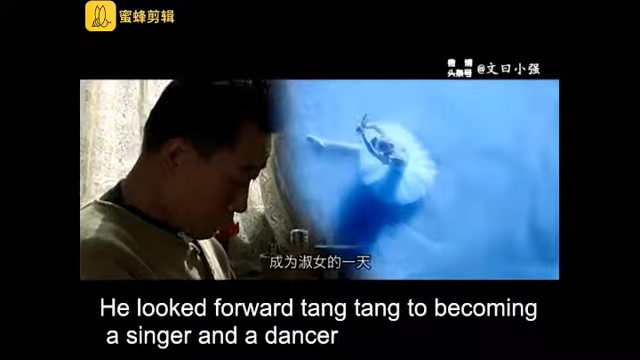 蜜蜂剪辑
微博
头条号
@文日小强
成为淑女的一天
He looked forward tang tang to becoming
a singer and a dancer